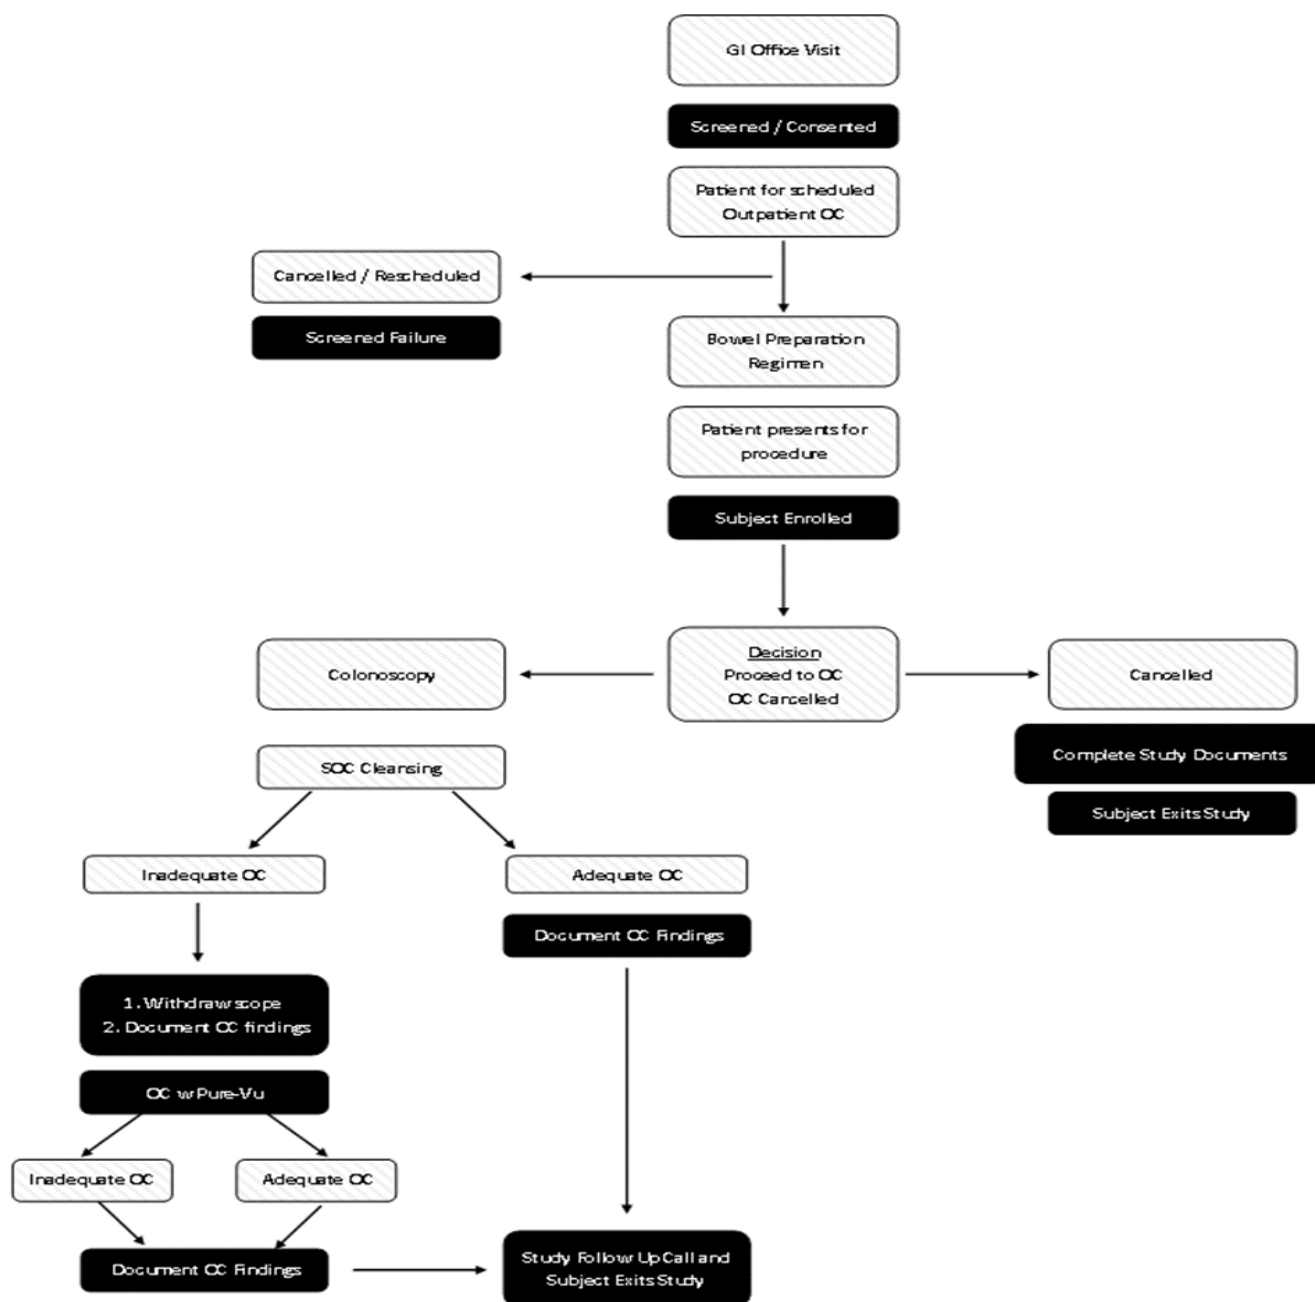 GI Office Visit
Screened / Consented
Patient for scheduled
Outpatient OC
Cancelled / Rescheduled
Screened Failure
Bowel Preparation
Regimen
Patient presents for
procedure
Subject Enrolled
Colonoscopy
Decision
Proceed to OC
OC Cancelled
Cancelled
SOC Cleansing
Complete Study Documents
Subject Exits Study
Inadequate OC
Adequate OC
Document OC Findings
1. Withdraw scope
2. Document OC findings
OC w Pure-Vu
Inadequate OC
Adequate OC
Document OC Findings
Study Follow Up Call and
Subject Exits Study